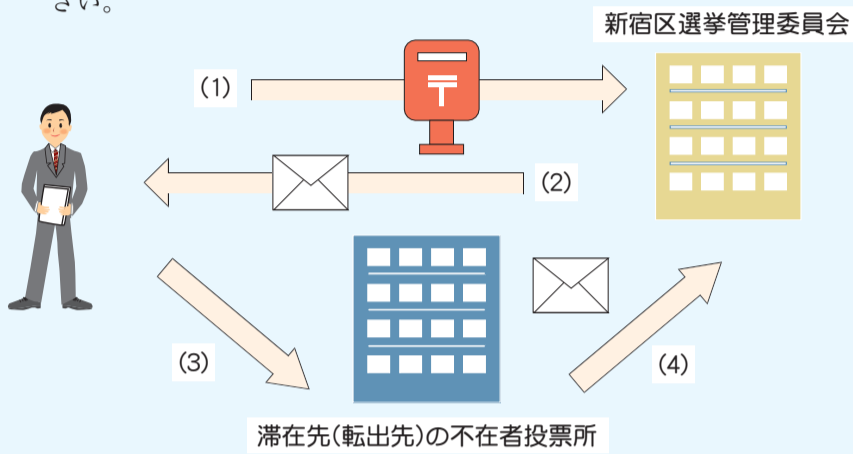 さい。
新宿区選挙管理委員会
(1)
〒
(2)
(3)
(4)
滞在先(転出先)の不在者投票所